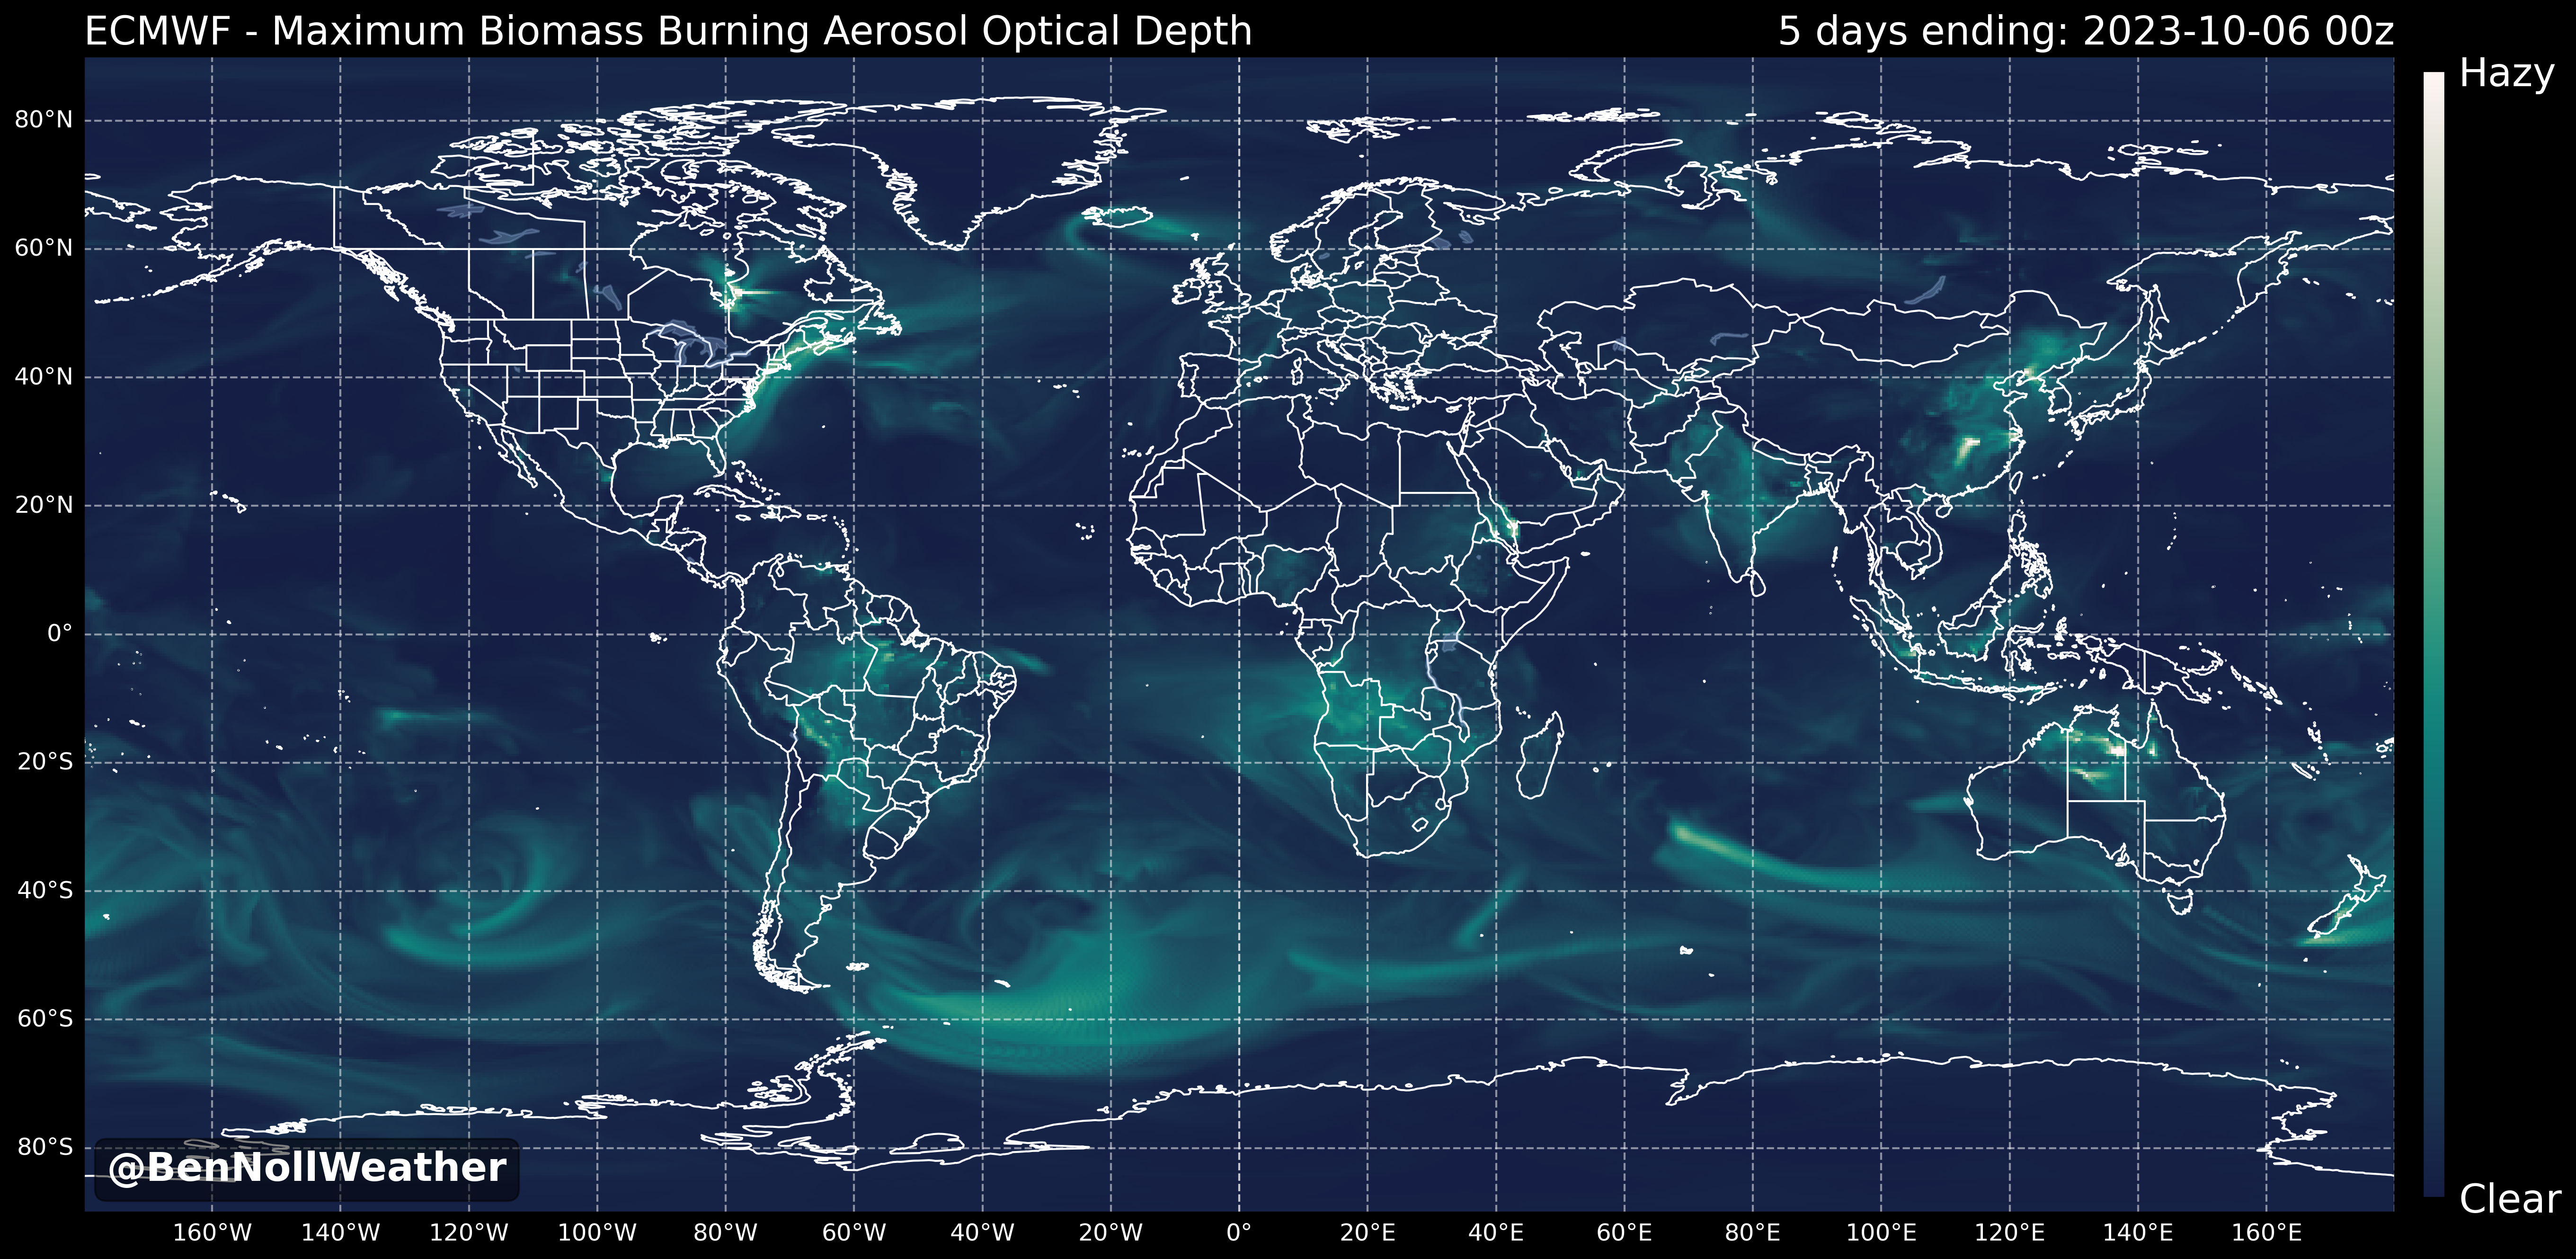 ECMWF - Maximum Biomass Burning Aerosol Optical Depth
5 days ending: 2023-10-06 00z
Hazy
80°N
60°N
40°N
20°N
0°
20°S
40°S
60°S
80°S
@BenNollWeather
Clear
160°W 140°W 120°W 100°W 80°W 60°W 40°W 20°W 0° 20°E 40°E 60°E 80°E 100°E 120°E 140°E 160°E